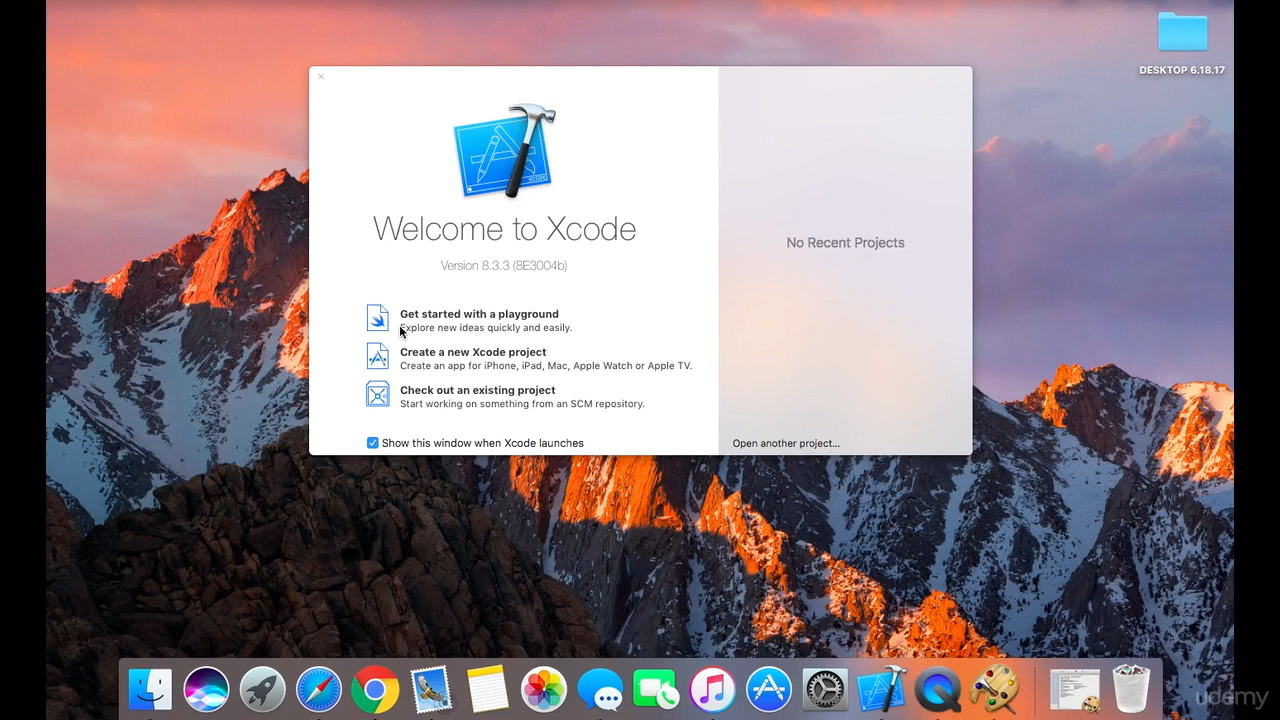 DESKTOP 6.18.17
Welcome to Xcode
Version 8.3.3 (8E3004b)
Get started with a playground
Explore new ideas quickly and easily.
Create a new Xcode project
Create an app for iPhone, iPad, Mac, Apple Watch or Apple TV.
Check out an existing project
Start working on something from an SCM repository.
Show this window when Xcode launches
No Recent Projects
Open another project...
udemy